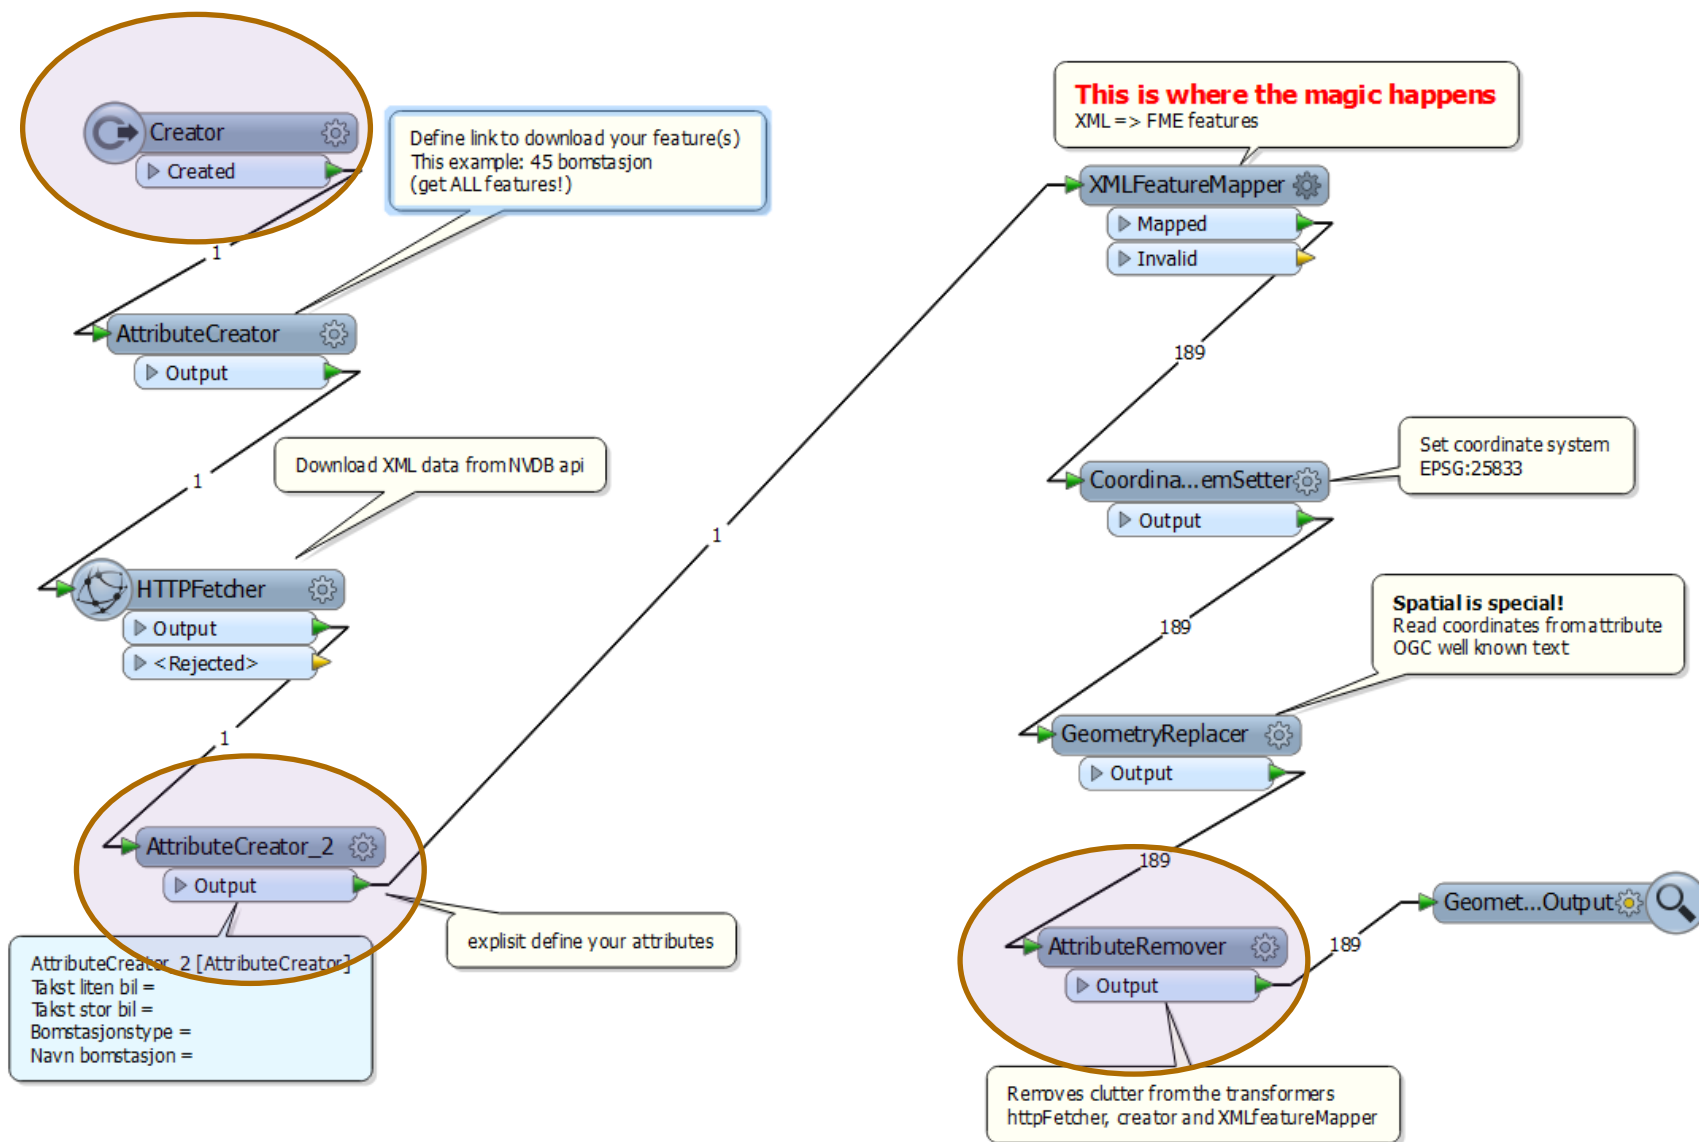 Creator
Created
Define link to download your feature(s)
This example: 45 bomstasjon
(get ALL features!)
1
AttributeCreator
Output
Download XML data from NVDB api
1
HTTPFetcher
Output
<Rejected>
1
AttributeCreator_2
Output
explisit define your attributes
AttributeCreator_2 [AttributeCreator]
Takst liten bil =
Takst stor bil =
Bomstasjonstype =
Navn bomstasjon =
1
This is where the magic happens
XML => FME features
XMLFeatureMapper
Mapped
Invalid
189
Set coordinate system
EPSG:25833
Coordina...emSetter
Output
189
Spatial is special!
Read coordinates from attribute
OGC well known text
GeometryReplacer
Output
189
AttributeRemover
Output
189
Geomet...Output
Removes clutter from the transformers
httpFetcher, creator and XMLfeatureMapper